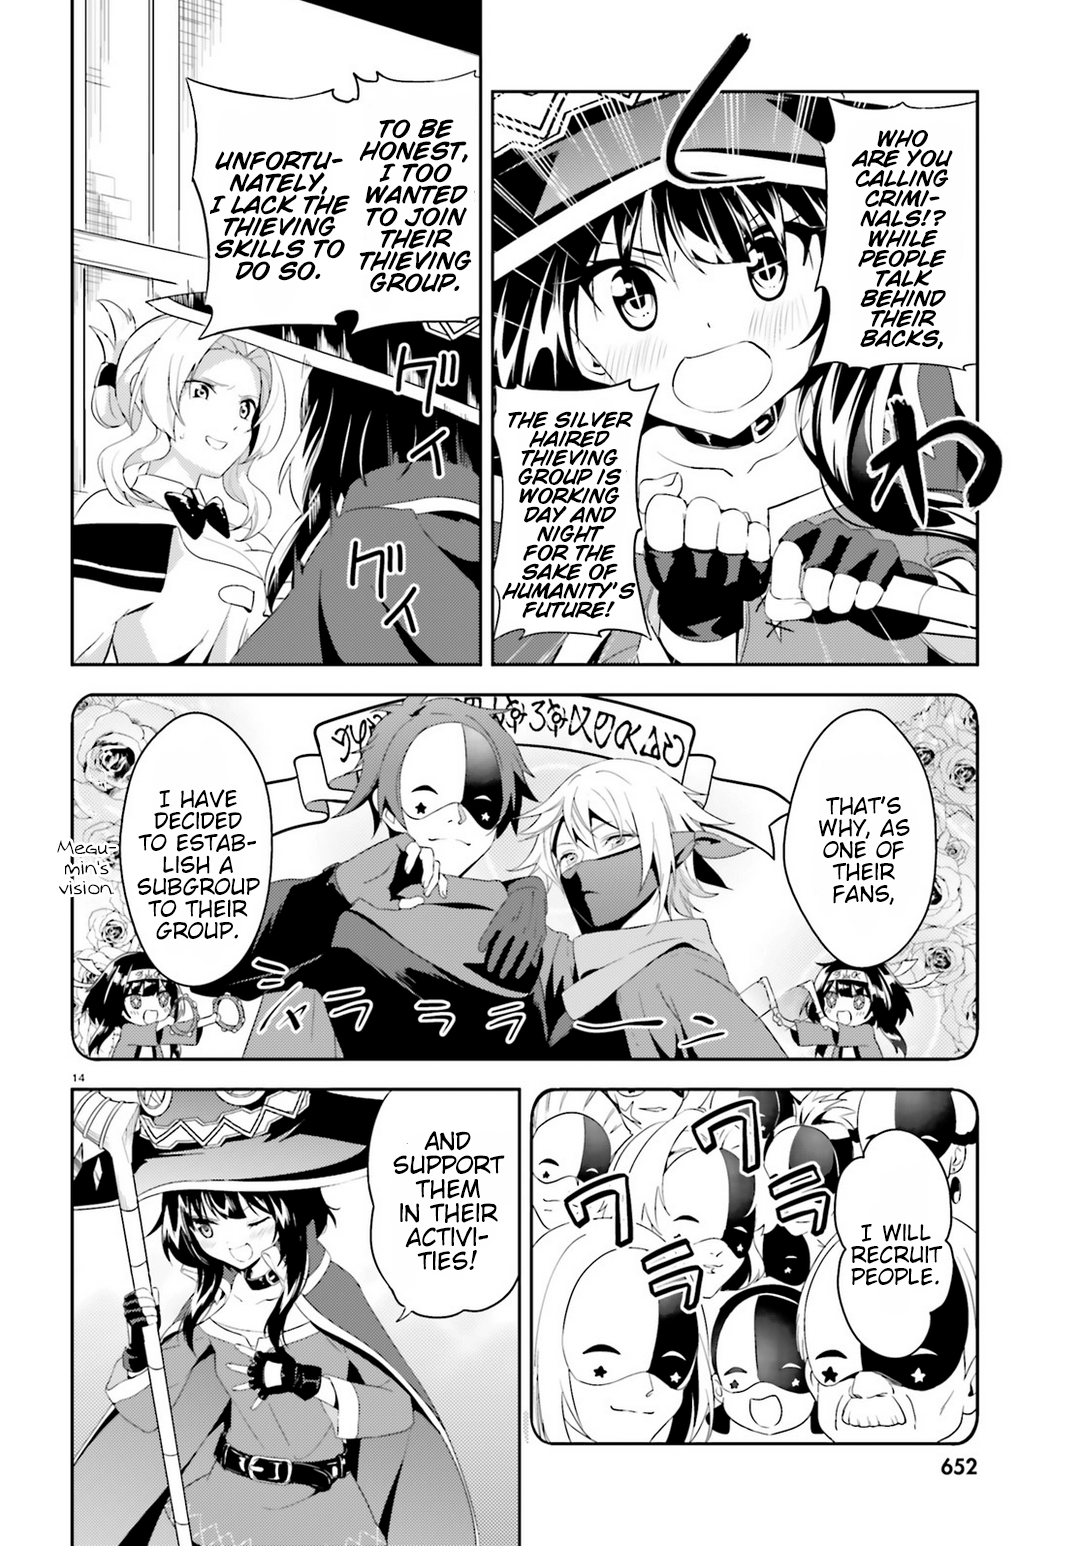 WHO
ARE YOU
CALLING
CRIMI-
NALS!?
WHILE
PEOPLE
TALK
BEHIND
THEIR
BACKS,
THE SILVER
HAIRED
THIEVING
GROUP IS
WORKING
DAY AND
NIGHT
FOR THE
SAKE OF
HUMANITY'S
FUTURE!
わっ
TO BE
HONEST,
I TOO
WANTED
TO JOIN
THEIR
THIEVING
GROUP.
UNFORTU-
NATELY,
I LACK THE
THIEVING
SKILLS TO
DO SO.
グイ
グイ
THAT'S
WHY, AS
ONE OF
THEIR
FANS,
I HAVE
DECIDED
TO ESTAB-
LISH A
SUBGROUP
TO THEIR
GROUP.
Megu-
min's
vision
シャララララーン
14
I WILL
RECRUIT
PEOPLE.
ワク
ワク
AND
SUPPORT
THEM
IN THEIR
ACTIVI-
TIES!
652